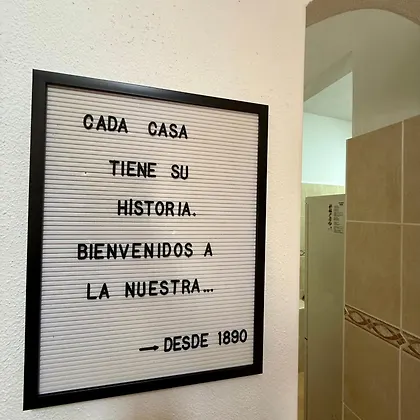 CADA CASA
TIENE SU
HISTORIA.
BIENVENIDOS A
LA NUESTRA...
→ DESDE 1890